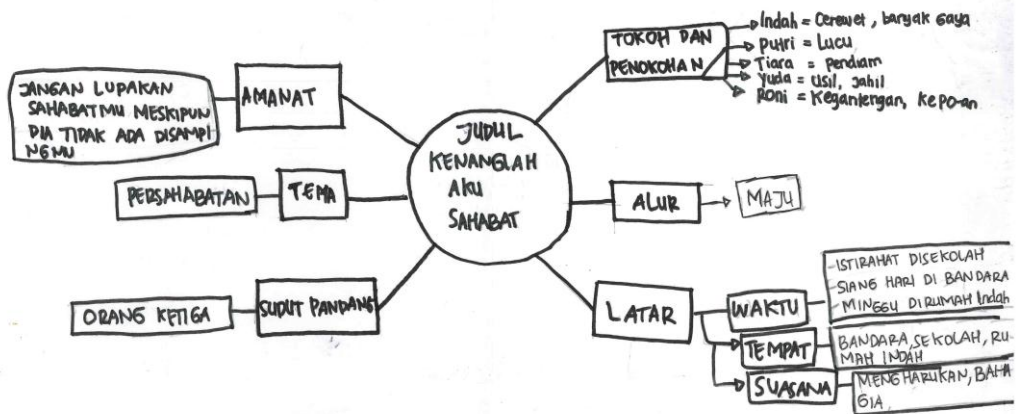 JUDUL
KENANGLAH
AKU
SAHABAT
AMANAT
JANGAN LUPAKAN
SAHABATMU MESKIPUN
DIA TIDAK ADA DISAMPI
NGMU
TEMA
PERSAHABATAN
SUDUT PANDANG
ORANG KETIGA
TOKOH DAN
PENOKOHAN
Indah = Cerewet, banyak gaya
Putri = Lucu
Tiara = Pendiam
Yuda = Usil, Jahil
Roni = Kegantengan, Kepo-an
ALUR
MAJU
LATAR
WAKTU
-ISTIRAHAT DISEKOLAH
-SIANG HARI DI BANDARA
-MINGGU DIRUMAH Indah
TEMPAT
BANDARA, SEKOLAH, RU-
MAH INDAH
SUASANA
MENGHARUKAN, BAHA
GIA,